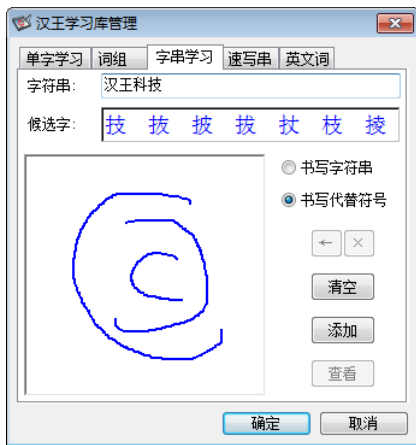 汉王学习库管理
单字学习 词组 字串学习 速写串 英文词
字符串: 汉王科技
候选字: 技 抜 披 拔 扙 枝 掕
书写字符串
书写代替符号
清空
添加
查看
确定 取消